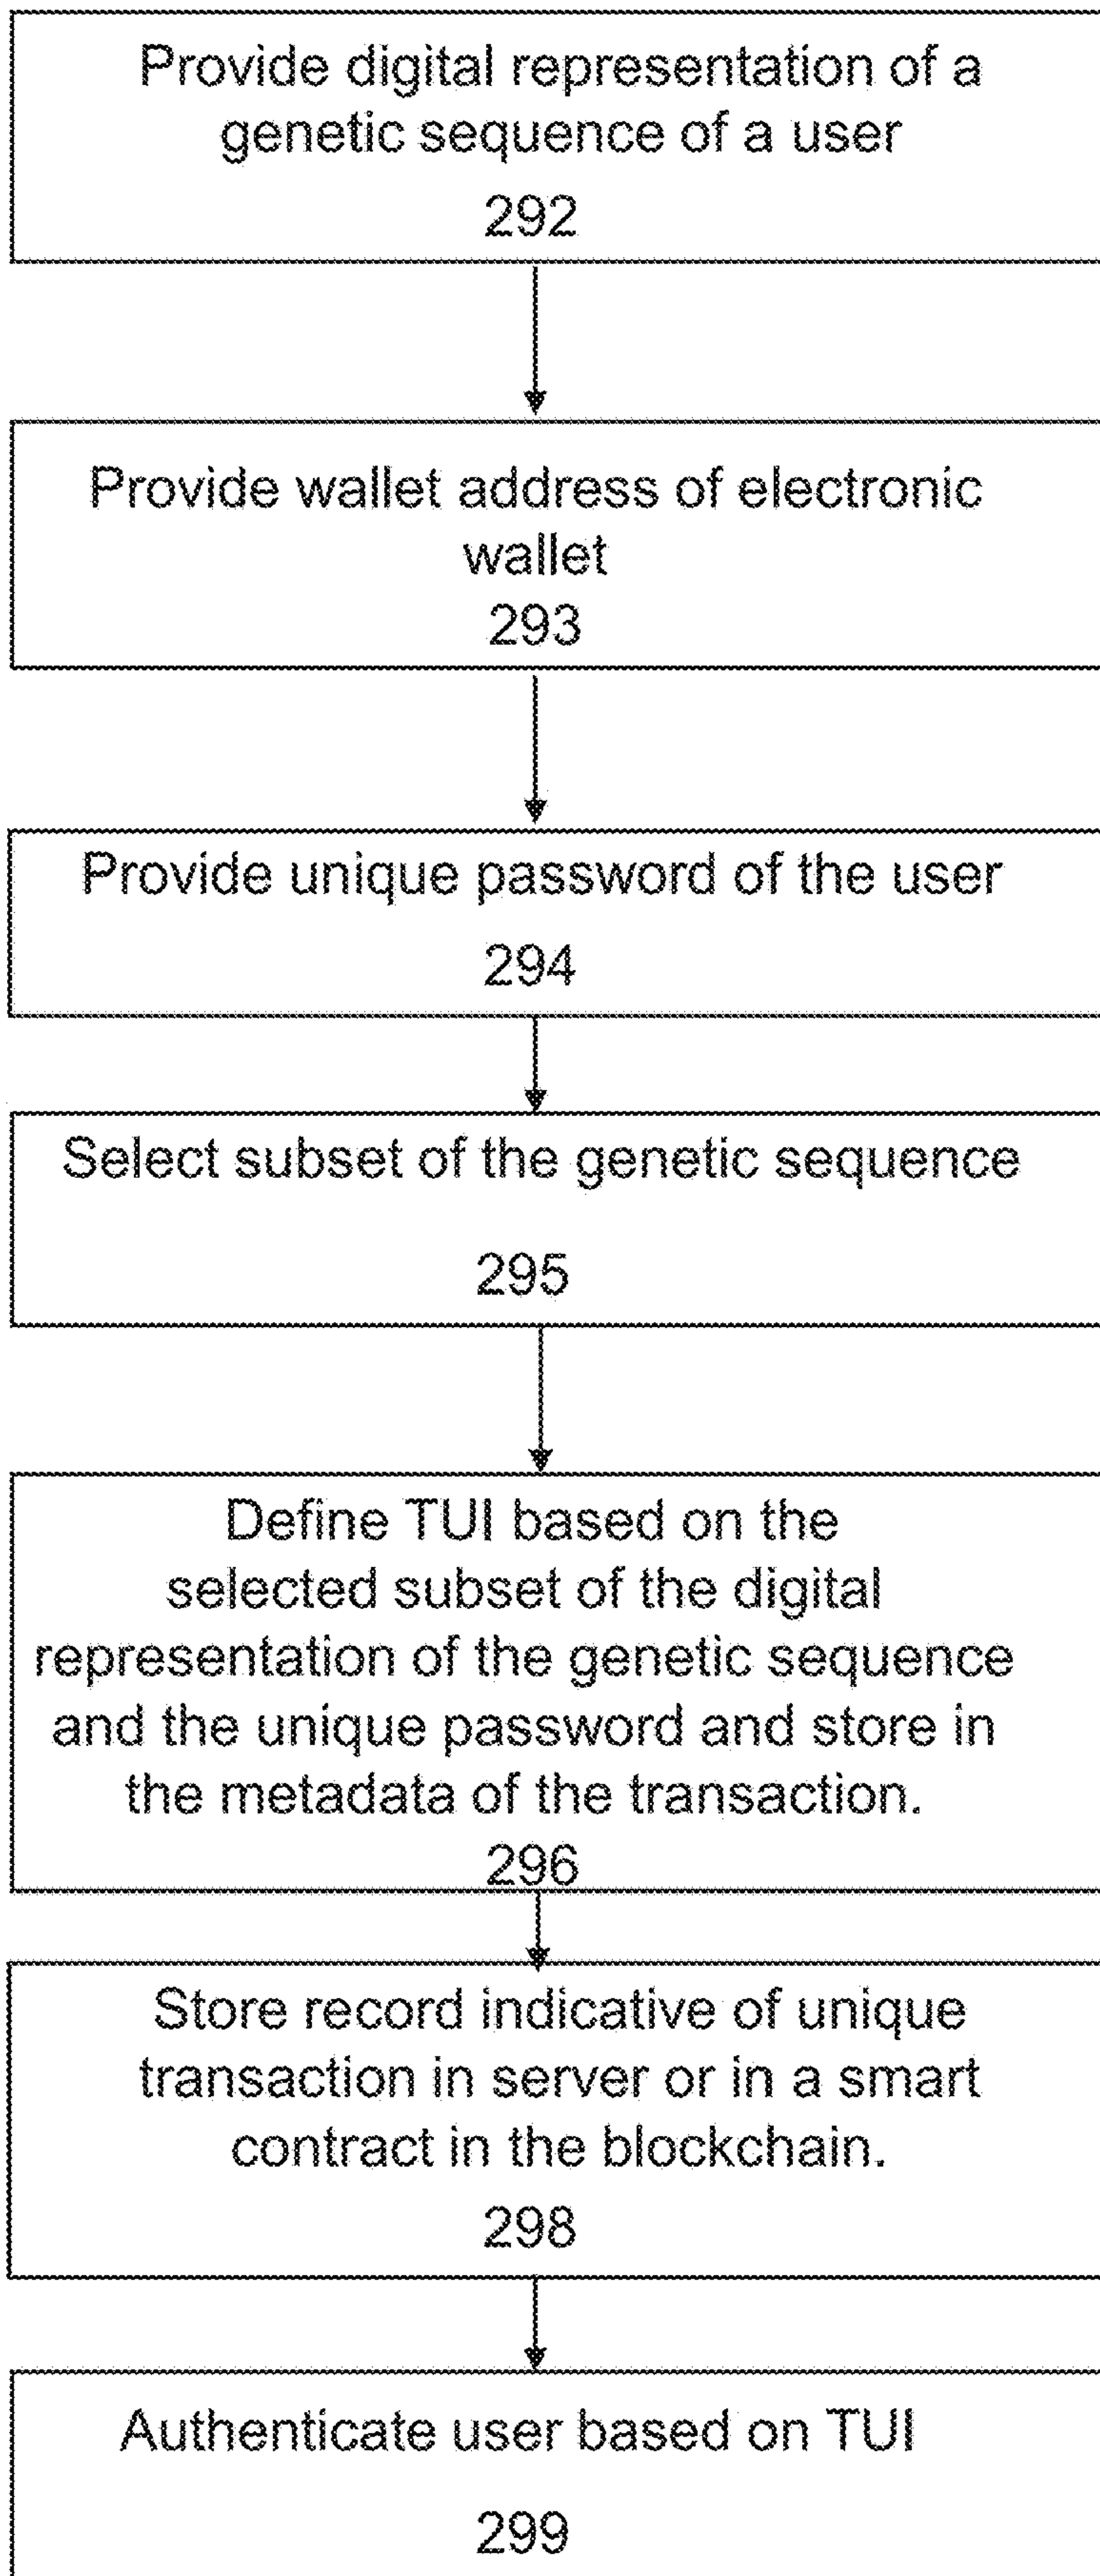 Provide digital representation of a
genetic sequence of a user
292
Provide wallet address of electronic
wallet
293
Provide unique password of the user
294
Select subset of the genetic sequence
295
Define TUI based on the
selected subset of the digital
representation of the genetic sequence
and the unique password and store in
the metadata of the transaction.
296
Store record indicative of unique
transaction in server or in a smart
contract in the blockchain.
298
Authenticate user based on TUI
299